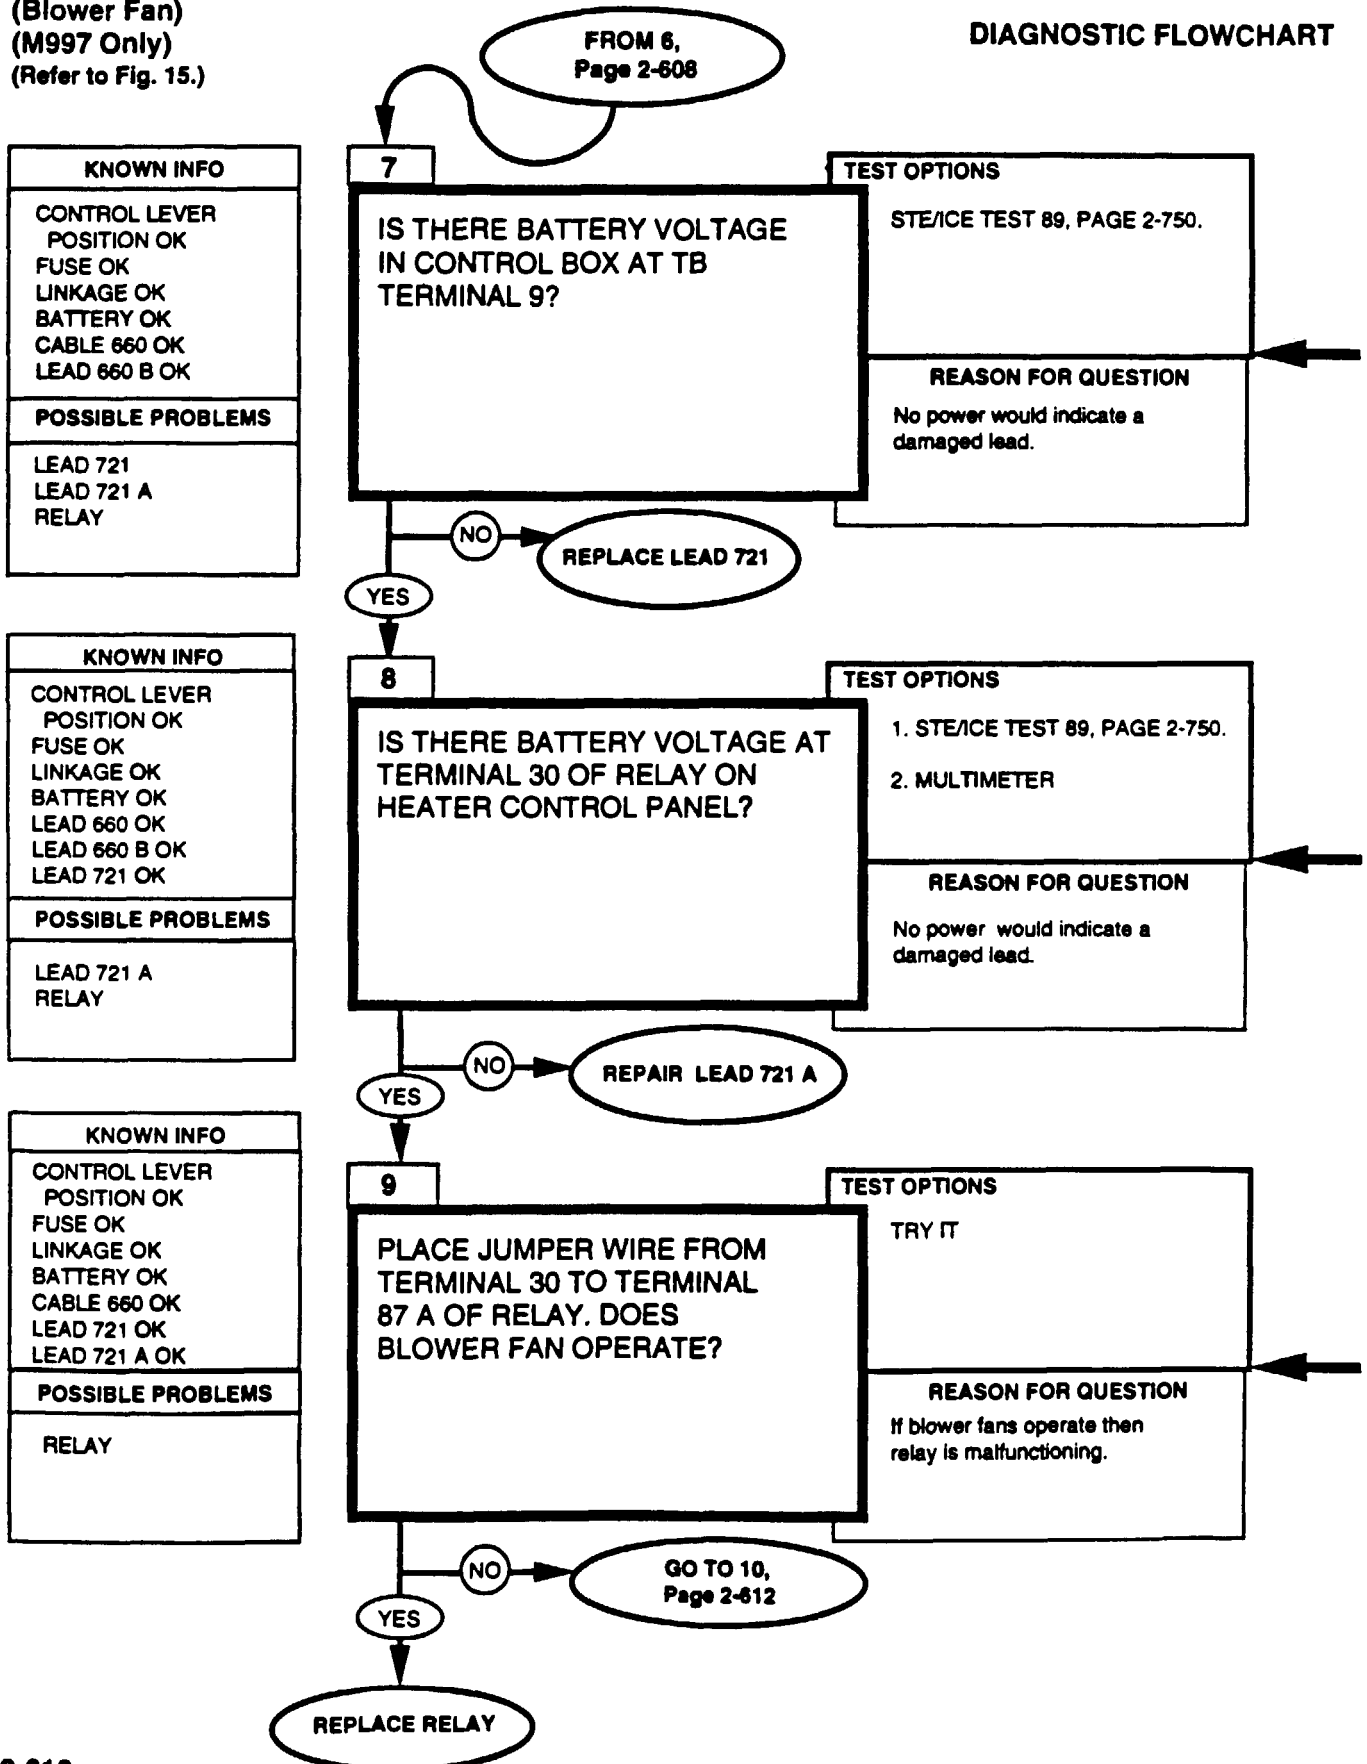 (Blower Fan)
(M997 Only)
(Refer to Fig. 15.)
DIAGNOSTIC FLOWCHART
FROM 6,
Page 2-608
KNOWN INFO
CONTROL LEVER
POSITION OK
FUSE OK
LINKAGE OK
BATTERY OK
CABLE 660 OK
LEAD 660 B OK
POSSIBLE PROBLEMS
LEAD 721
LEAD 721 A
RELAY
7
IS THERE BATTERY VOLTAGE
IN CONTROL BOX AT TB
TERMINAL 9?
TEST OPTIONS
STE/ICE TEST 89, PAGE 2-750.
REASON FOR QUESTION
No power would indicate a
damaged lead.
NO
REPLACE LEAD 721
YES
KNOWN INFO
CONTROL LEVER
POSITION OK
FUSE OK
LINKAGE OK
BATTERY OK
LEAD 660 OK
LEAD 660 B OK
LEAD 721 OK
POSSIBLE PROBLEMS
LEAD 721 A
RELAY
8
IS THERE BATTERY VOLTAGE AT
TERMINAL 30 OF RELAY ON
HEATER CONTROL PANEL?
TEST OPTIONS
1. STE/ICE TEST 89, PAGE 2-750.
2. MULTIMETER
REASON FOR QUESTION
No power would indicate a
damaged lead.
NO
REPAIR LEAD 721 A
YES
KNOWN INFO
CONTROL LEVER
POSITION OK
FUSE OK
LINKAGE OK
BATTERY OK
CABLE 660 OK
LEAD 721 OK
LEAD 721 A OK
POSSIBLE PROBLEMS
RELAY
9
PLACE JUMPER WIRE FROM
TERMINAL 30 TO TERMINAL
87 A OF RELAY. DOES
BLOWER FAN OPERATE?
TEST OPTIONS
TRY IT
REASON FOR QUESTION
If blower fans operate then
relay is malfunctioning.
NO
GO TO 10,
Page 2-612
YES
REPLACE RELAY